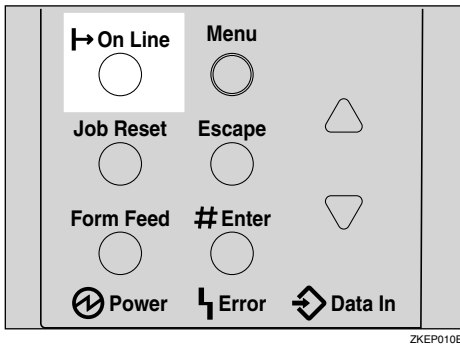 On Line Menu
Job Reset Escape
Form Feed # Enter
Power Error Data In
ZKEP010E